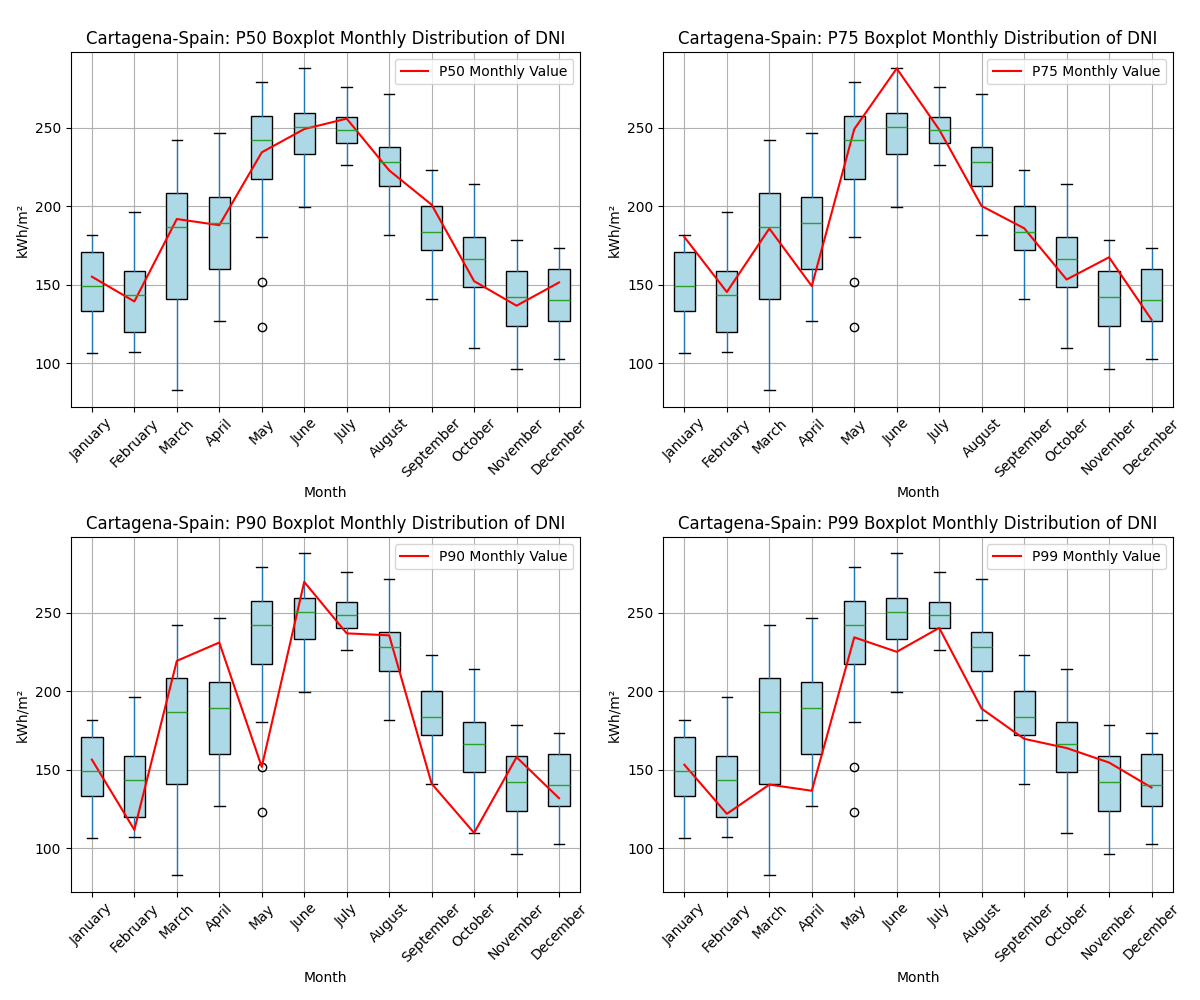 Cartagena-Spain: P50 Boxplot Monthly Distribution of DNI
P50 Monthly Value
kWh/m²
250
200
150
100
January
February
March
April
May
June
July
August
September
October
November
December
Month
Cartagena-Spain: P75 Boxplot Monthly Distribution of DNI
P75 Monthly Value
kWh/m²
250
200
150
100
January
February
March
April
May
June
July
August
September
October
November
December
Month
Cartagena-Spain: P90 Boxplot Monthly Distribution of DNI
P90 Monthly Value
kWh/m²
250
200
150
100
January
February
March
April
May
June
July
August
September
October
November
December
Month
Cartagena-Spain: P99 Boxplot Monthly Distribution of DNI
P99 Monthly Value
kWh/m²
250
200
150
100
January
February
March
April
May
June
July
August
September
October
November
December
Month